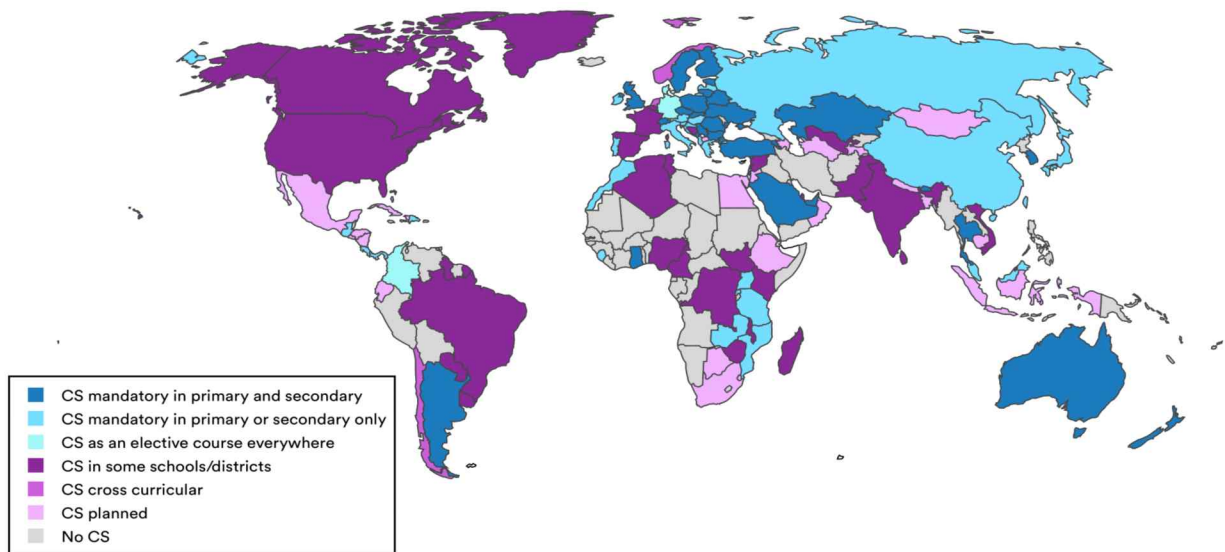 CS mandatory in primary and secondary
CS mandatory in primary or secondary only
CS as an elective course everywhere
CS in some schools/districts
CS cross curricular
CS planned
No CS